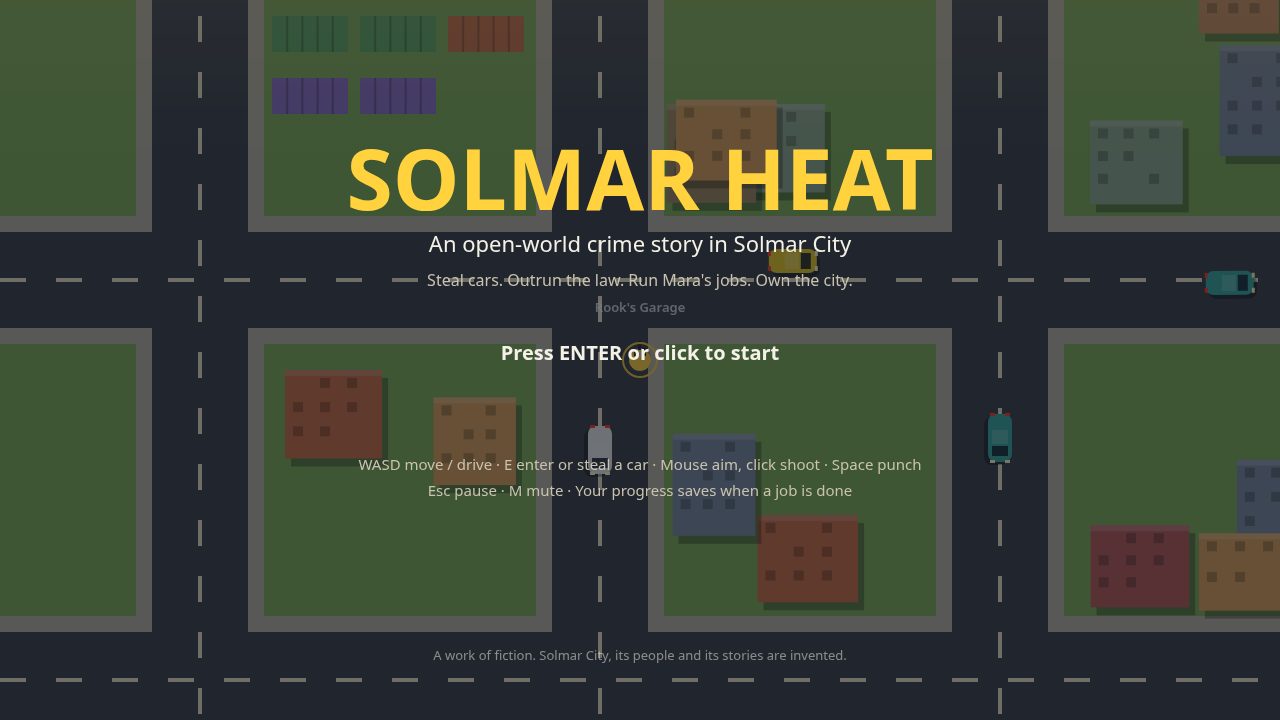 SOLMAR HEAT
An open-world crime story in Solmar City
Steal cars. Outrun the law. Run Mara's jobs. Own the city.
Rook's Garage
Press ENTER or click to start
WASD move / drive · E enter or steal a car · Mouse aim, click shoot · Space punch
Esc pause · M mute · Your progress saves when a job is done
A work of fiction. Solmar City, its people and its stories are invented.